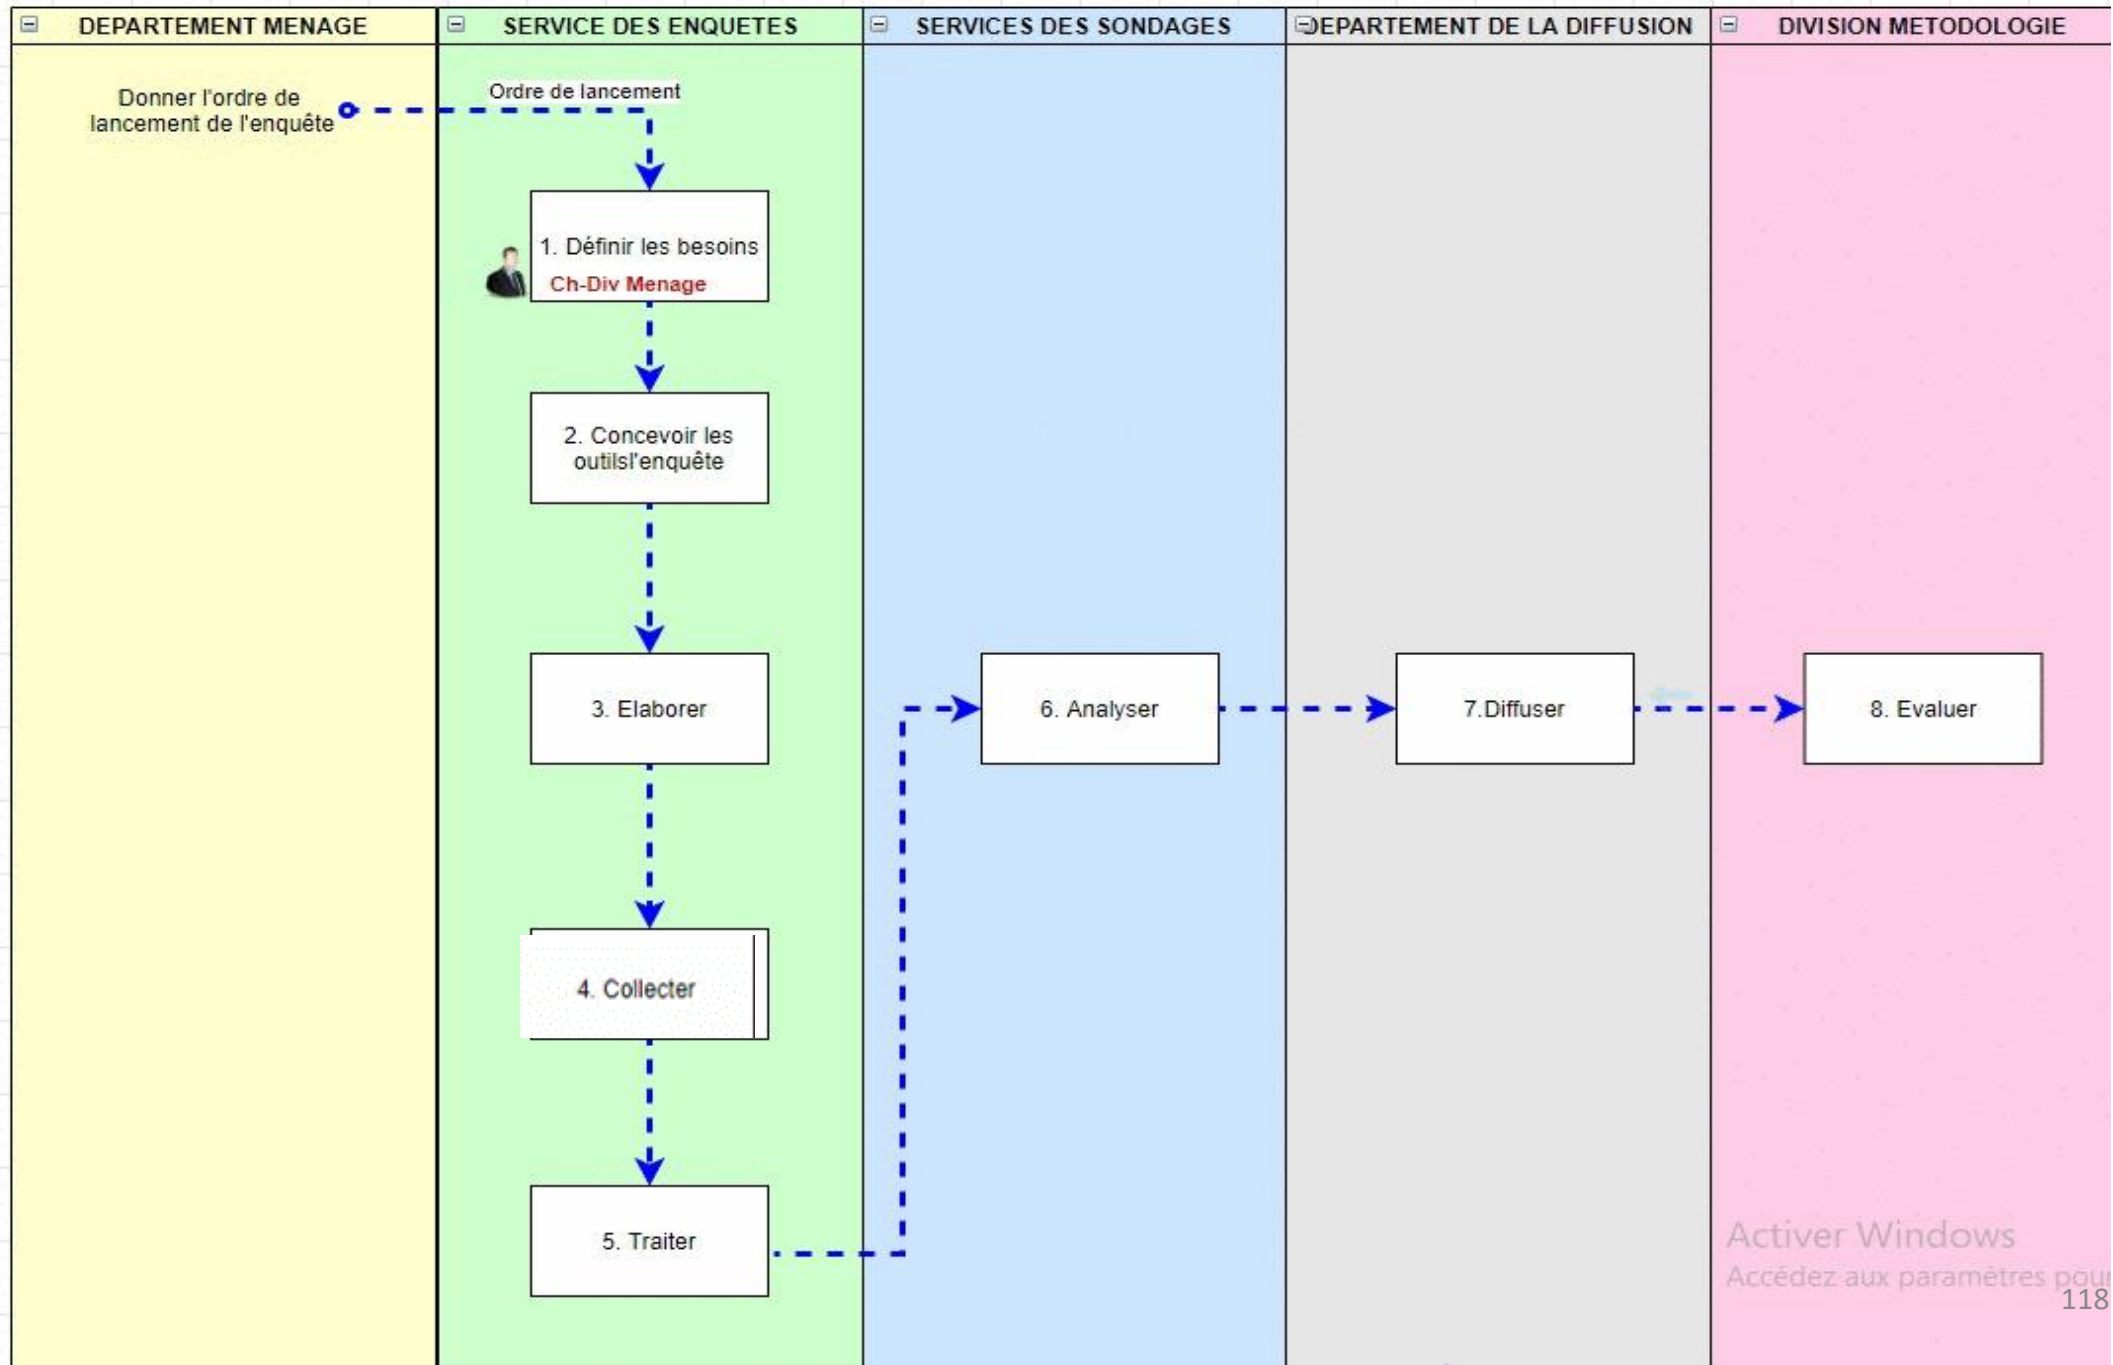 DEPARTEMENT MENAGE
SERVICE DES ENQUETES
SERVICES DES SONDAGES
DEPARTEMENT DE LA DIFFUSION
DIVISION METODOLOGIE
Donner l'ordre de
lancement de l'enquête
Ordre de lancement
1. Définir les besoins
Ch-Div Menage
2. Concevoir les
outilsl'enquête
3. Elaborer
6. Analyser
7.Diffuser
8. Evaluer
4. Collecter
5. Traiter
Activer Windows
Accédez aux paramètres pour
118